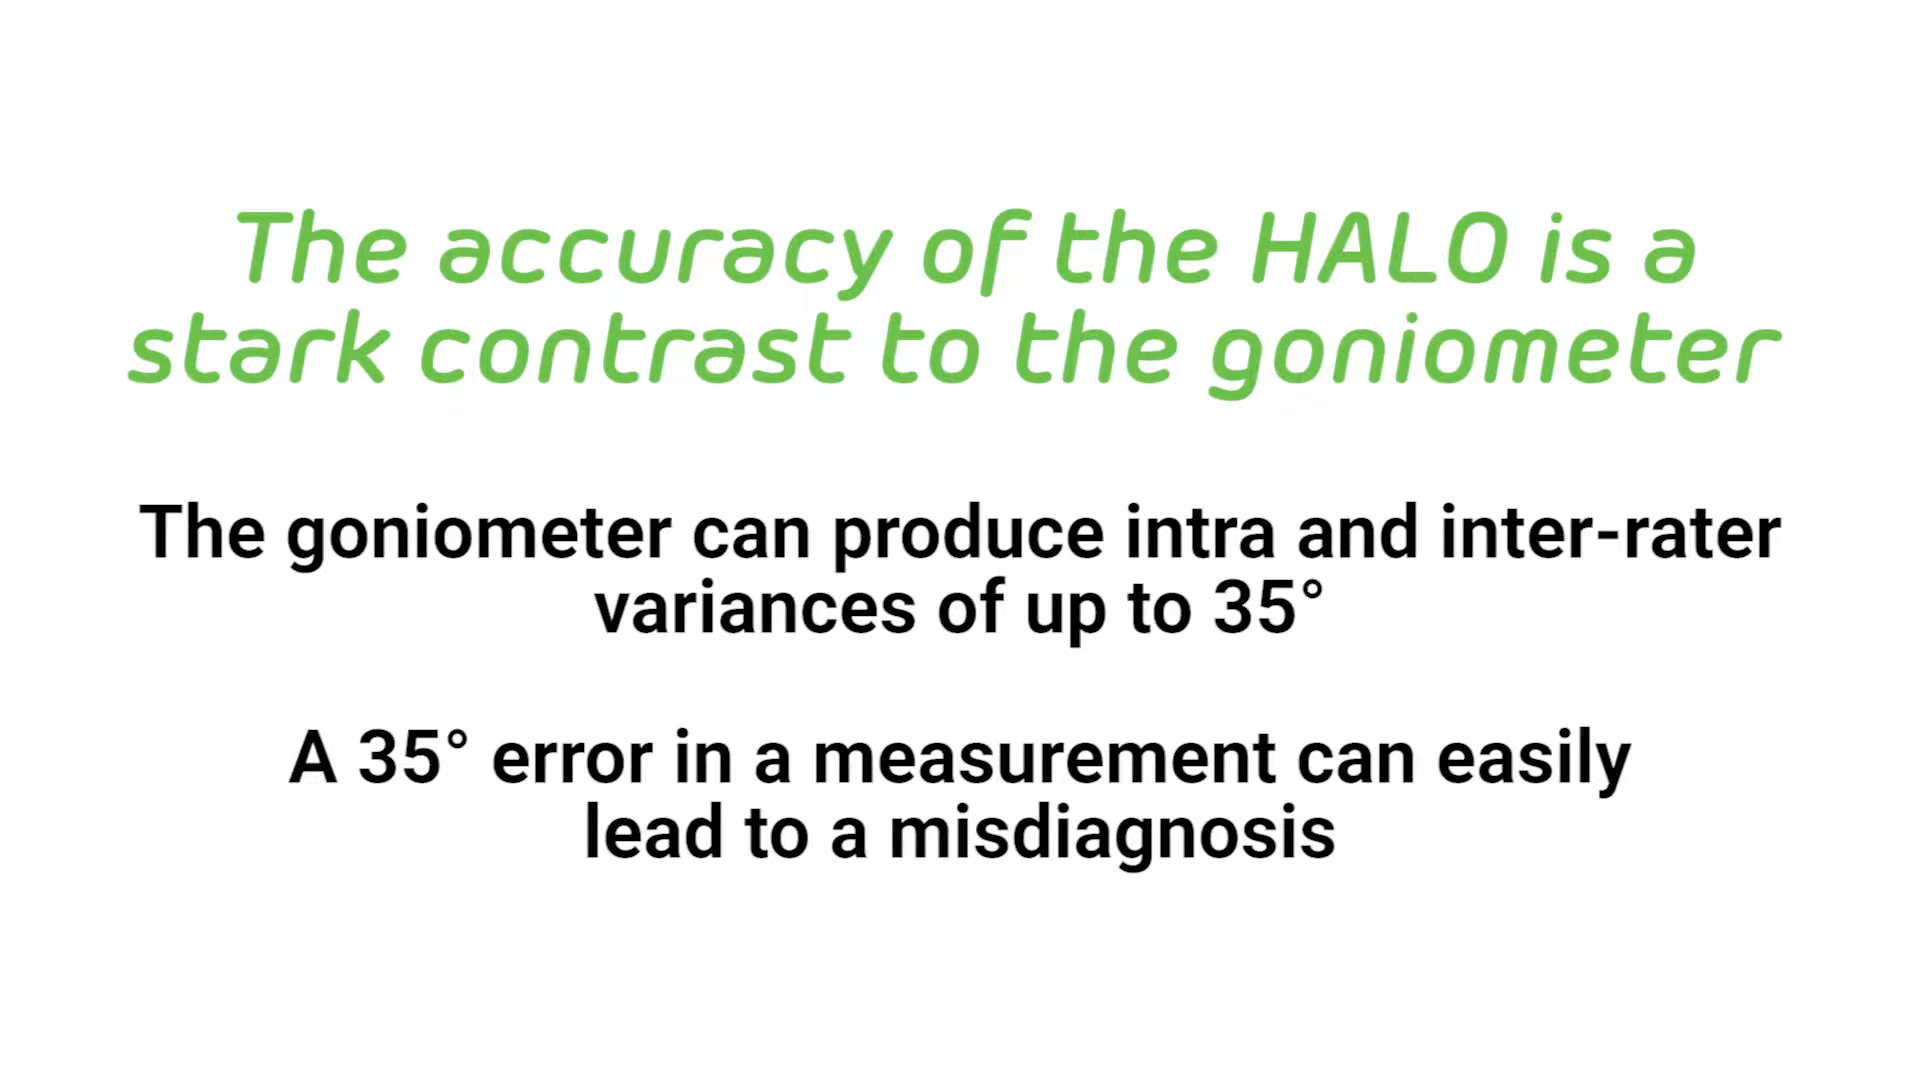 The accuracy of the HALO is a
stark contrast to the goniometer
The goniometer can produce intra and inter-rater
variances of up to 35°
A 35° error in a measurement can easily
lead to a misdiagnosis